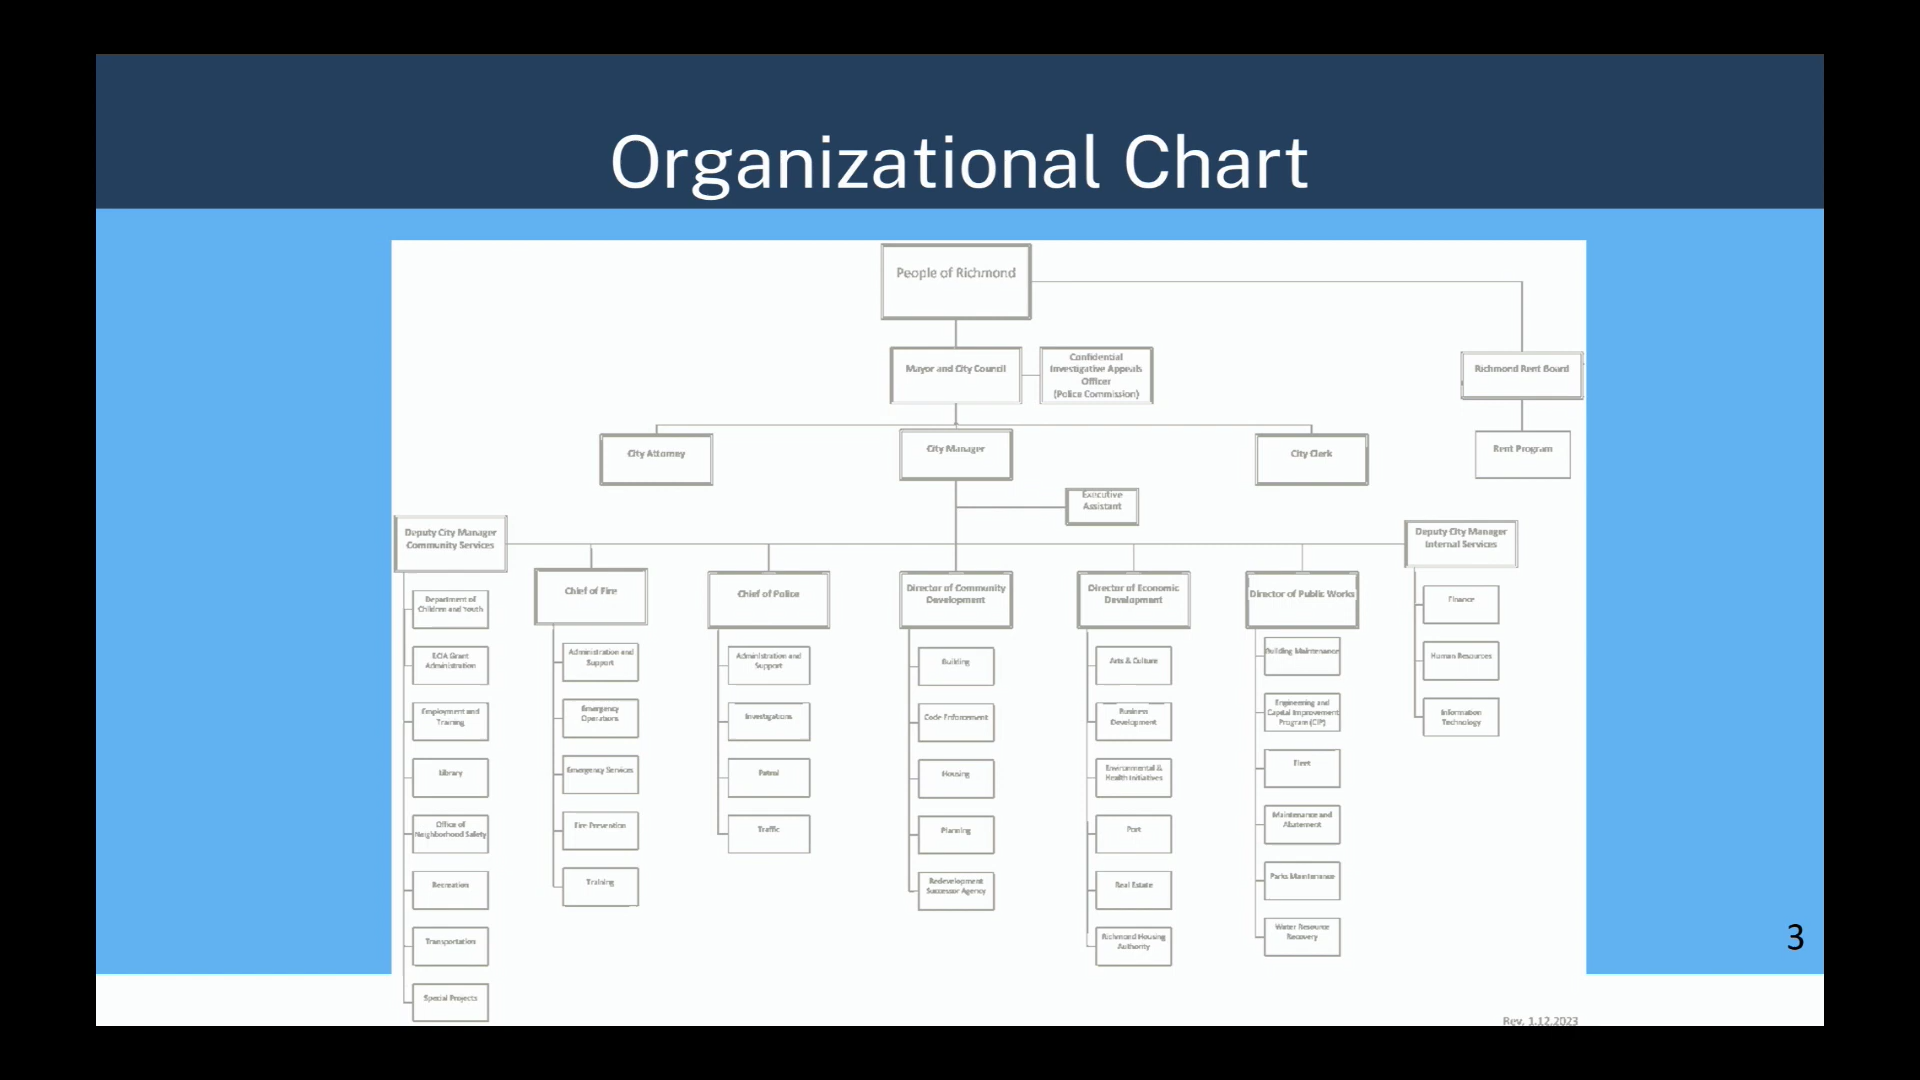 Organizational Chart
People of Richmond
Mayor and City Council
Confidential
Investigative Appeals
Officer
(Police Commission)
Richmond Rent Board
City Attorney
City Manager
City Clerk
Rent Program
Executive
Assistant
Deputy City Manager
Community Services
Deputy City Manager
Internal Services
Chief of Fire
Chief of Police
Director of Community
Development
Director of Economic
Development
Director of Public Works
Department of
Children and Youth
ECIA Grant
Administration
Employment and
Training
Library
Office of
Neighborhood Safety
Recreation
Transportation
Special Projects
Administration and
Support
Emergency
Operations
Emergency Services
Fire Prevention
Training
Administration and
Support
Investigations
Patrol
Traffic
Building
Code Enforcement
Housing
Planning
Redevelopment
Successor Agency
Arts & Culture
Business
Development
Environmental &
Health Initiatives
Port
Real Estate
Richmond Housing
Authority
Building Maintenance
Engineering and
Capital Improvement
Program (CIP)
Fleet
Maintenance and
Abatement
Parks Maintenance
Water Resource
Recovery
Finance
Human Resources
Information
Technology
3
Rev. 1.12.2023